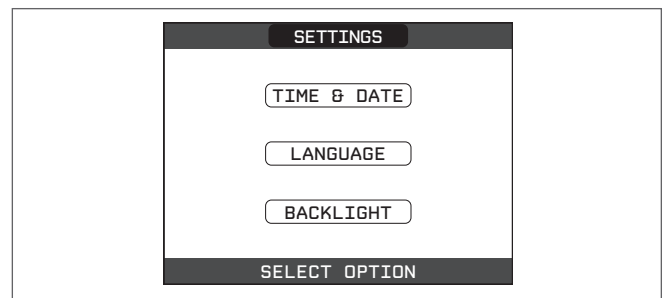 SETTINGS
TIME & DATE
LANGUAGE
BACKLIGHT
SELECT OPTION